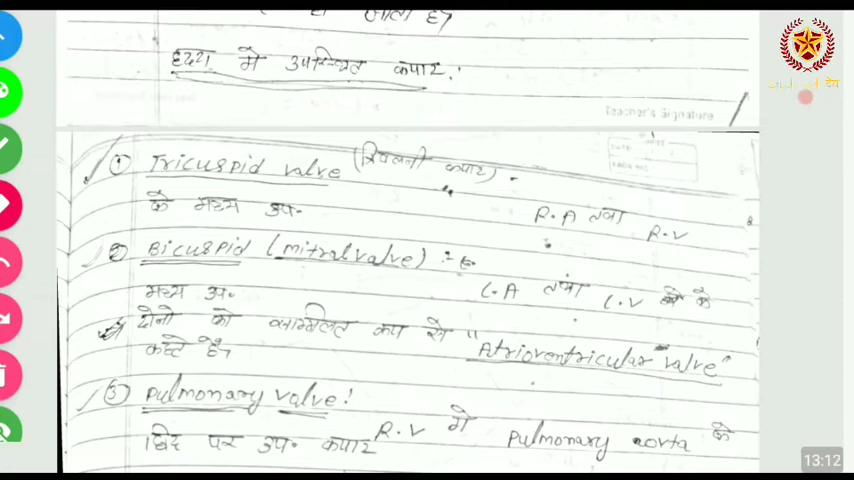 हृदय में उपस्थित कपाट :
Teacher's Signature
① Tricuspid valve (त्रिवलनी कपाट) -
R.A तथा R.V
के मध्य उप.
② Bicuspid (mitral valve) :-
L.A तथा L.V के
मध्य उप.
दोनो को सम्मिलित रूप से "Atrioventricular valve"
कहते हैं
③ Pulmonary valve :
R.V में Pulmonary aorta के
छिद्र पर उप. कपाट
13:12